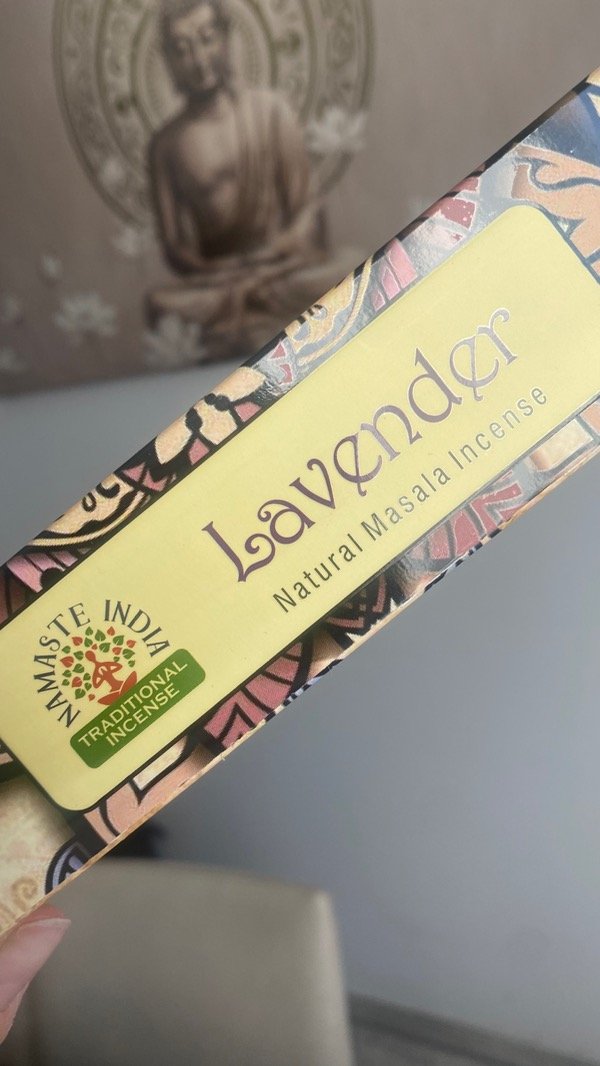 Lavender
Natural Masala Incense
NAMASTE INDIA
TRADITIONAL
INCENSE